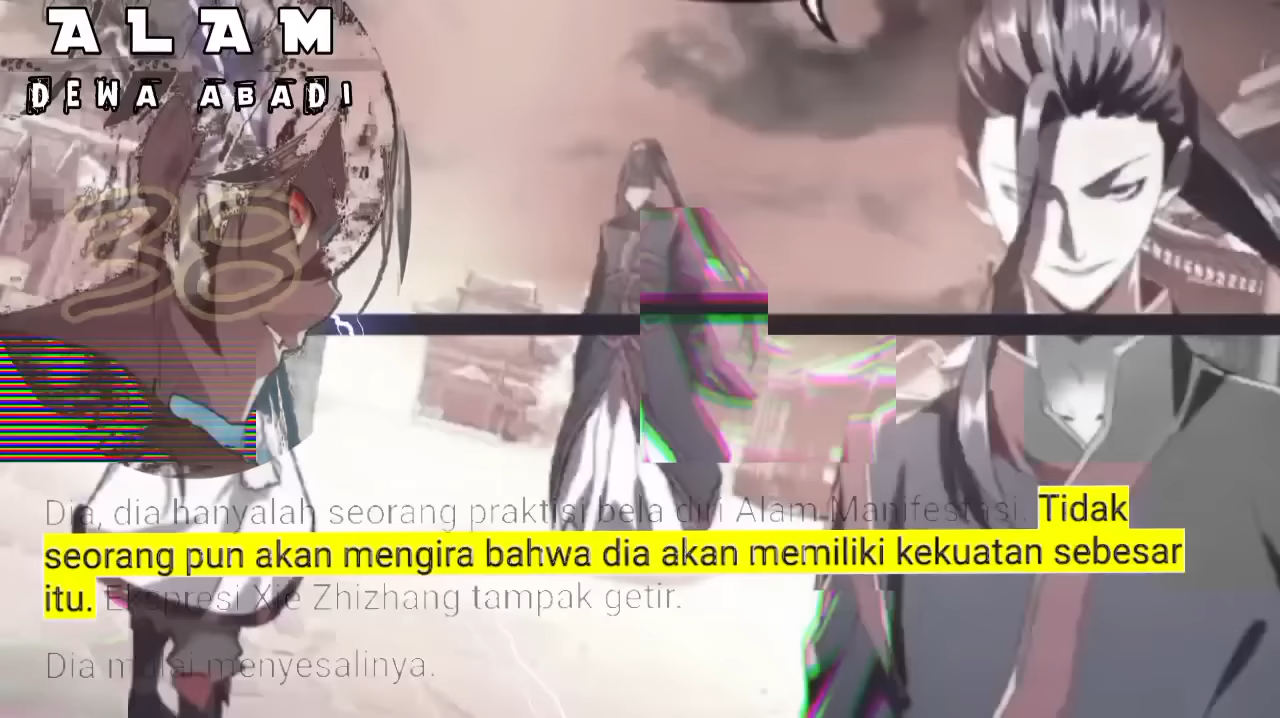 ALAM
DEWA ABADI
38
Dia, dia hanyalah seorang praktisi bela diri Alam Manifestasi. Tidak
seorang pun akan mengira bahwa dia akan memiliki kekuatan sebesar
itu. Ekspresi Xie Zhizhang tampak getir.
Dia mulai menyesalinya.